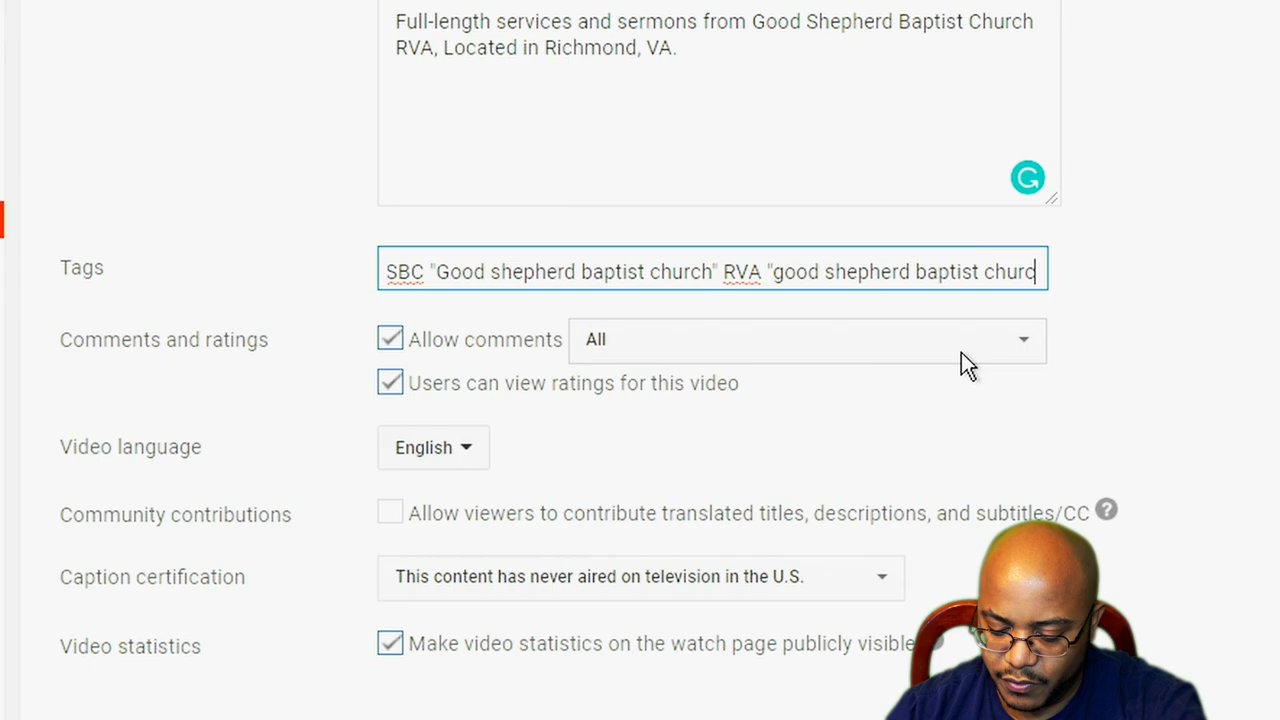 Full-length services and sermons from Good Shepherd Baptist Church
RVA, Located in Richmond, VA.
Tags
SBC "Good shepherd baptist church" RVA "good shepherd baptist churc
Comments and ratings
Allow comments
All
Users can view ratings for this video
Video language
English
Community contributions
Allow viewers to contribute translated titles, descriptions, and subtitles/CC
?
Caption certification
This content has never aired on television in the U.S.
Video statistics
Make video statistics on the watch page publicly visible